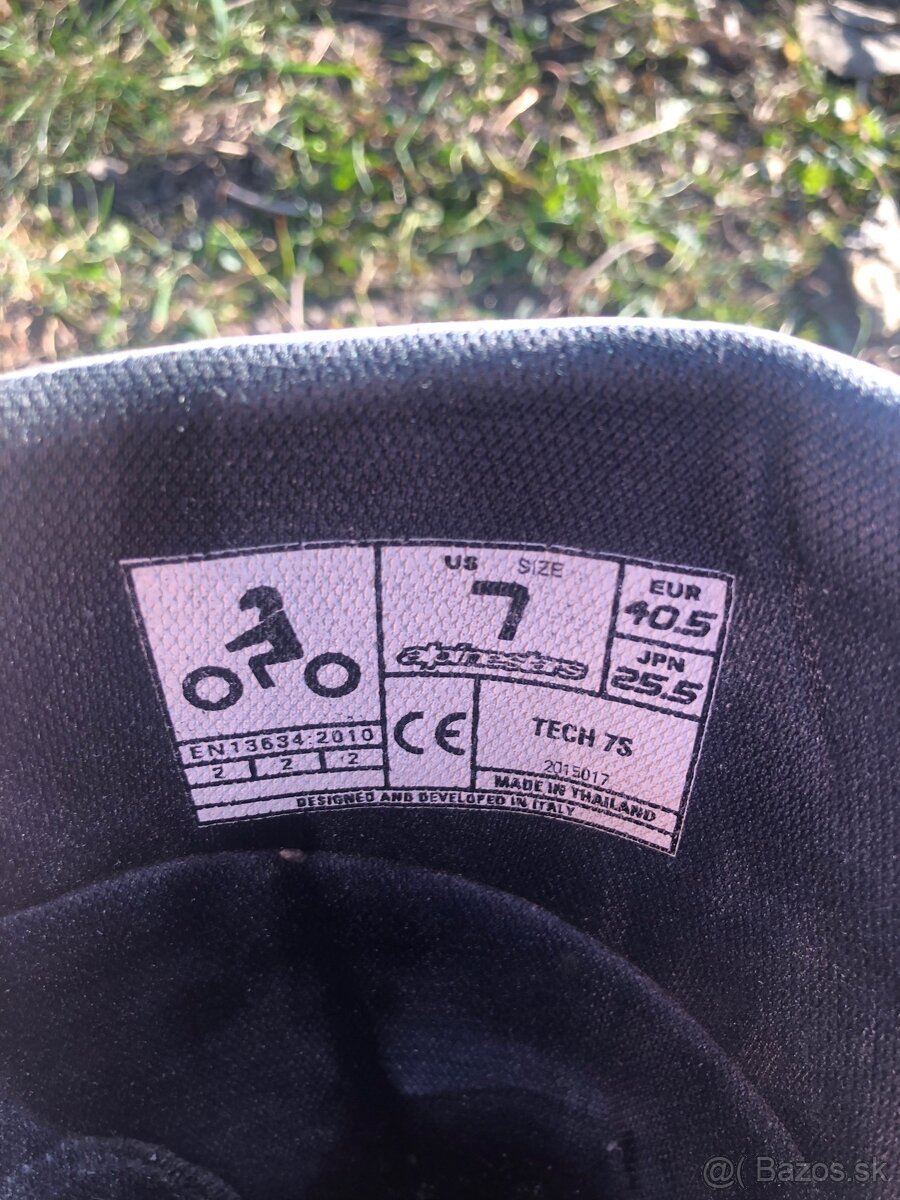 US SIZE
7
alpinestars
EUR
40.5
JPN
25.5
EN13634:2010
2 2 2
CE
TECH 7S
2015017
MADE IN THAILAND
DESIGNED AND DEVELOPED IN ITALY
@( Bazos.sk